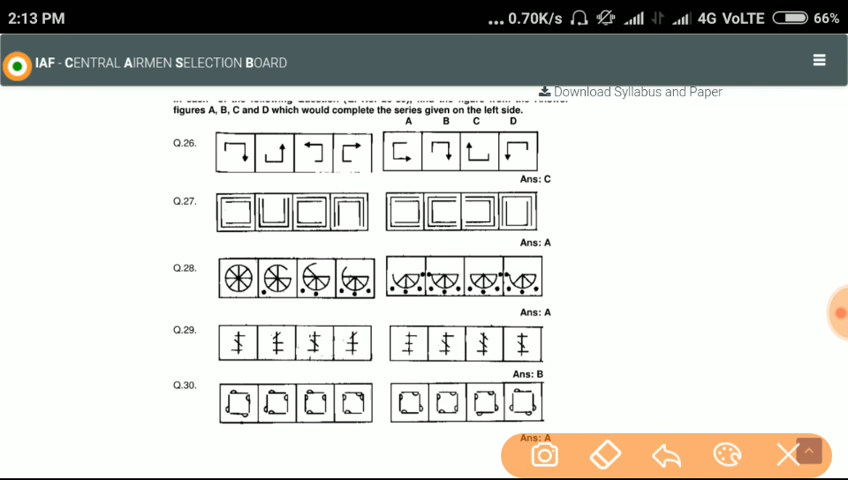 2:13 PM ... 0.70K/s 4G VoLTE 66%
IAF - CENTRAL AIRMEN SELECTION BOARD
Download Syllabus and Paper
figures A, B, C and D which would complete the series given on the left side.
A B C D
Q.26.
Ans: C
Q.27.
Ans: A
Q.28.
Ans: A
Q.29.
Ans: B
Q.30.
Ans: A